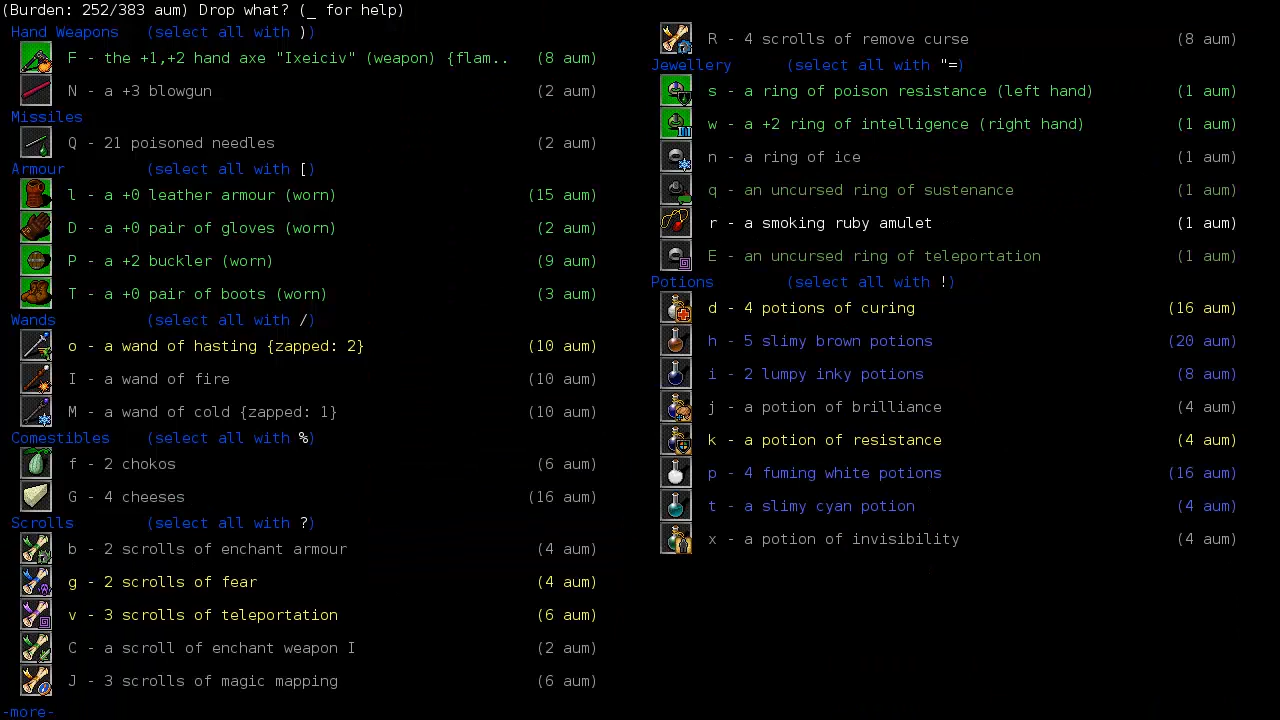 (Burden: 252/383 aum) Drop what? (_ for help)
Hand Weapons (select all with ))
F - the +1,+2 hand axe "Ixeiciv" (weapon) {flam.. (8 aum)
N - a +3 blowgun (2 aum)
Missiles
Q - 21 poisoned needles (2 aum)
Armour (select all with [)
l - a +0 leather armour (worn) (15 aum)
D - a +0 pair of gloves (worn) (2 aum)
P - a +2 buckler (worn) (9 aum)
T - a +0 pair of boots (worn) (3 aum)
Wands (select all with /)
o - a wand of hasting {zapped: 2} (10 aum)
I - a wand of fire (10 aum)
M - a wand of cold {zapped: 1} (10 aum)
Comestibles (select all with %)
f - 2 chokos (6 aum)
G - 4 cheeses (16 aum)
Scrolls (select all with ?)
b - 2 scrolls of enchant armour (4 aum)
g - 2 scrolls of fear (4 aum)
v - 3 scrolls of teleportation (6 aum)
C - a scroll of enchant weapon I (2 aum)
J - 3 scrolls of magic mapping (6 aum)
-more-
R - 4 scrolls of remove curse (8 aum)
Jewellery (select all with "=)
s - a ring of poison resistance (left hand) (1 aum)
w - a +2 ring of intelligence (right hand) (1 aum)
n - a ring of ice (1 aum)
q - an uncursed ring of sustenance (1 aum)
r - a smoking ruby amulet (1 aum)
E - an uncursed ring of teleportation (1 aum)
Potions (select all with !)
d - 4 potions of curing (16 aum)
h - 5 slimy brown potions (20 aum)
i - 2 lumpy inky potions (8 aum)
j - a potion of brilliance (4 aum)
k - a potion of resistance (4 aum)
p - 4 fuming white potions (16 aum)
t - a slimy cyan potion (4 aum)
x - a potion of invisibility (4 aum)